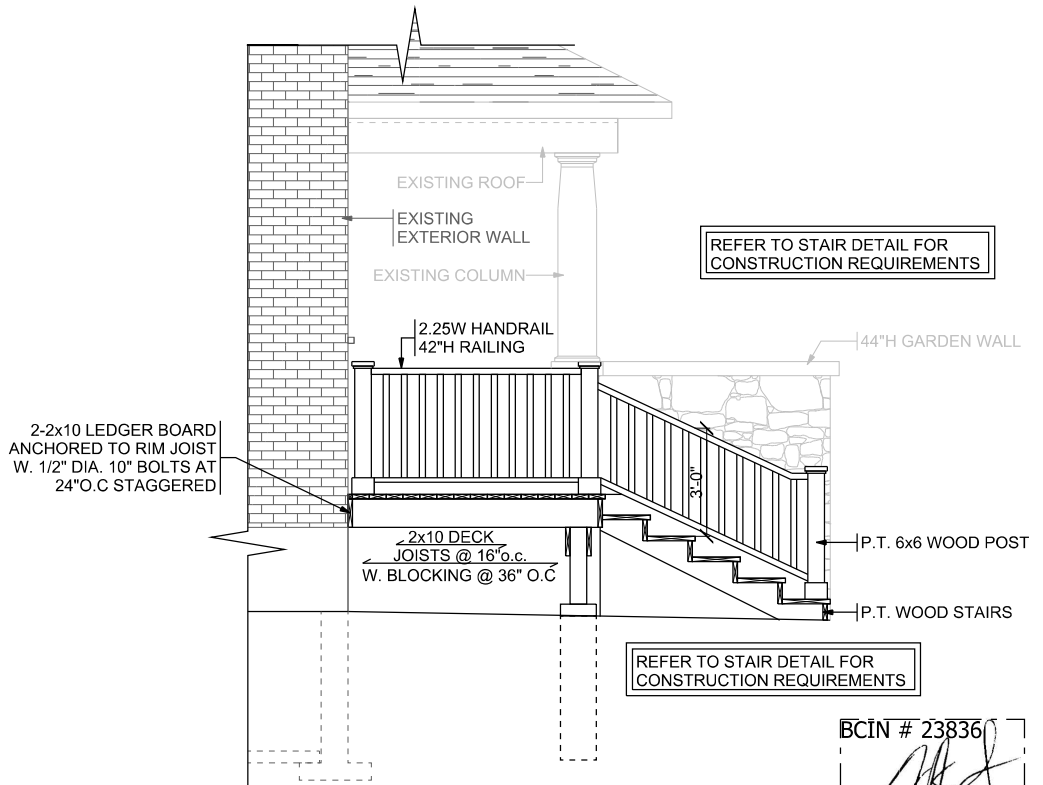 EXISTING ROOF
EXISTING
EXTERIOR WALL
REFER TO STAIR DETAIL FOR
CONSTRUCTION REQUIREMENTS
EXISTING COLUMN
2.25W HANDRAIL
42"H RAILING
44"H GARDEN WALL
2-2x10 LEDGER BOARD
ANCHORED TO RIM JOIST
W. 1/2" DIA. 10" BOLTS AT
24"O.C STAGGERED
3'-0"
2x10 DECK
JOISTS @ 16"o.c.
W. BLOCKING @ 36" O.C
P.T. 6x6 WOOD POST
P.T. WOOD STAIRS
REFER TO STAIR DETAIL FOR
CONSTRUCTION REQUIREMENTS
BCIN # 23836